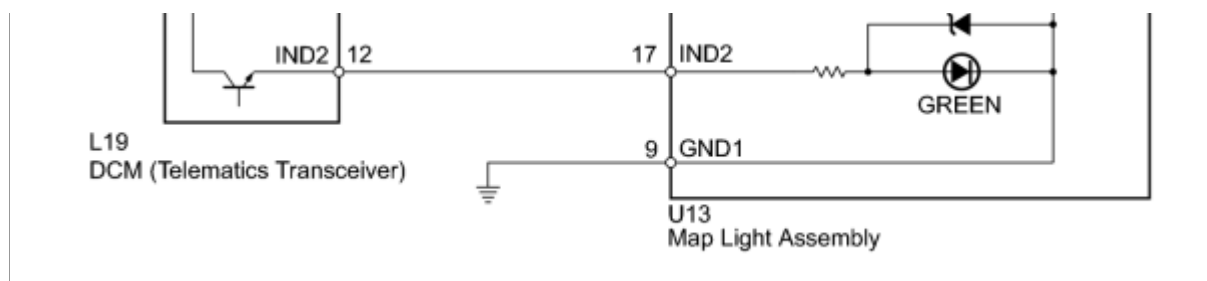 IND2 12
17 IND2
GREEN
9 GND1
L19
DCM (Telematics Transceiver)
U13
Map Light Assembly